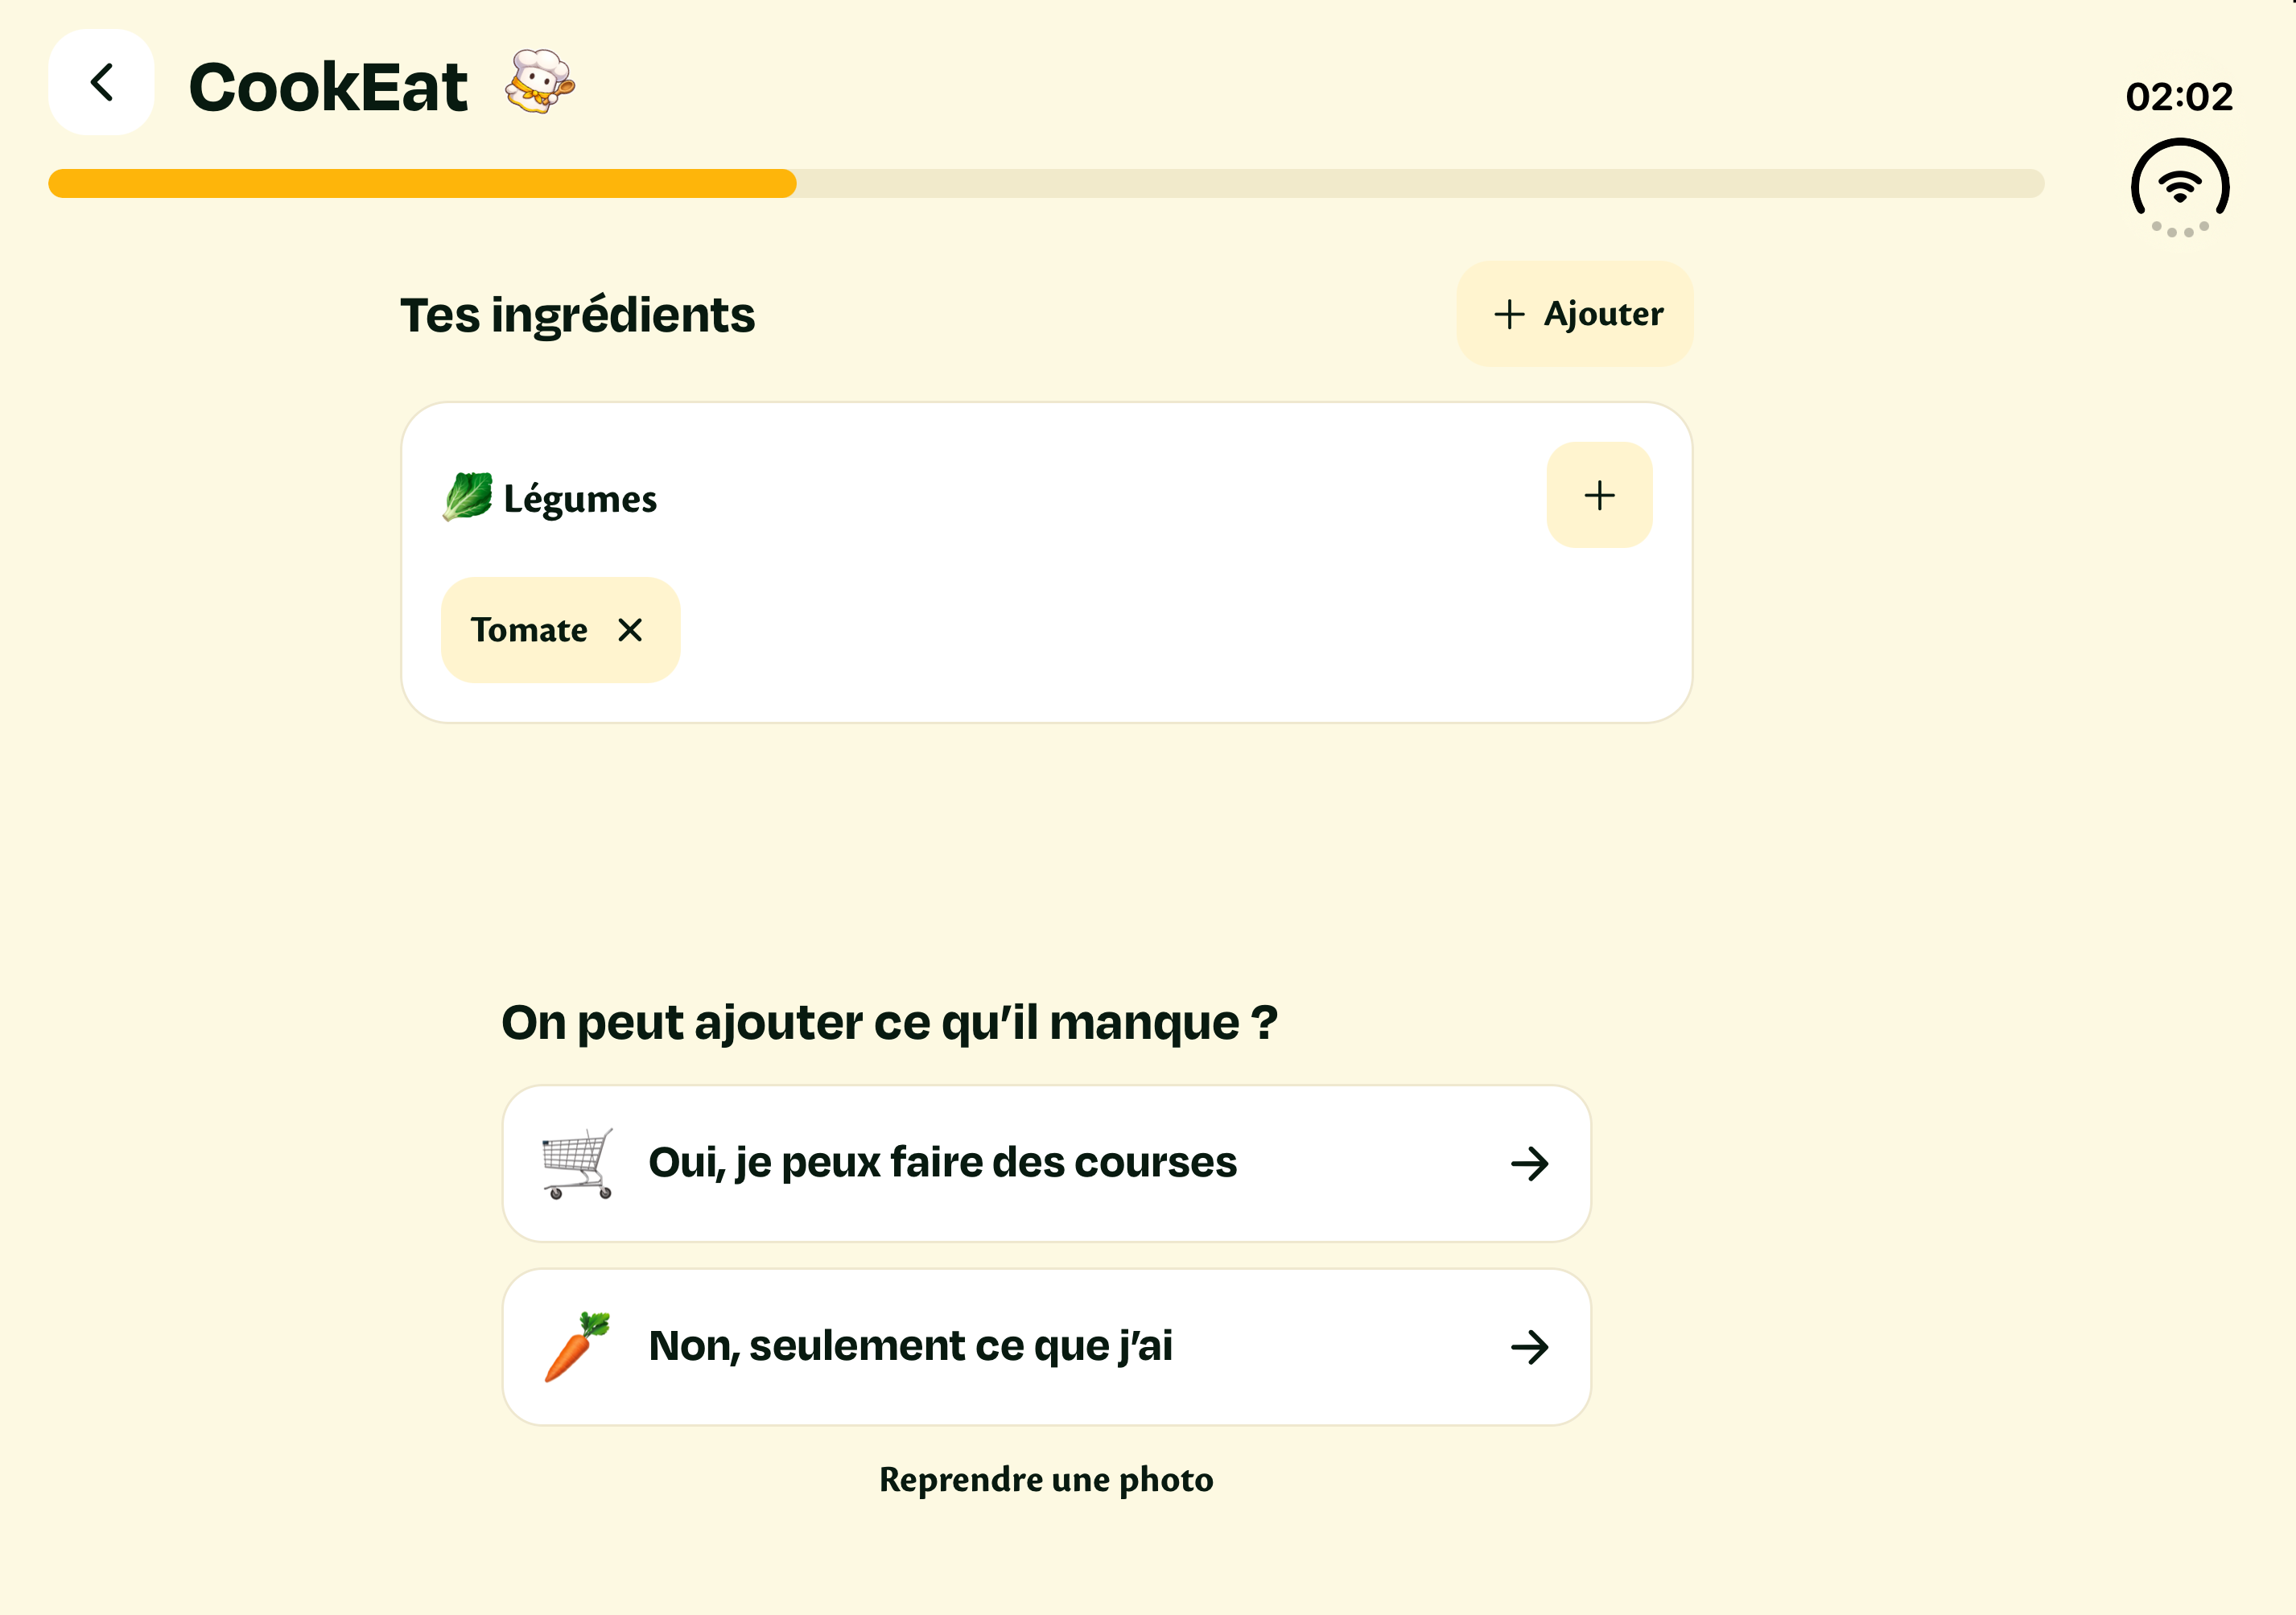 CookEat
02:02
Tes ingrédients
Ajouter
Légumes
Tomate
On peut ajouter ce qu’il manque ?
Oui, je peux faire des courses
Non, seulement ce que j’ai
Reprendre une photo